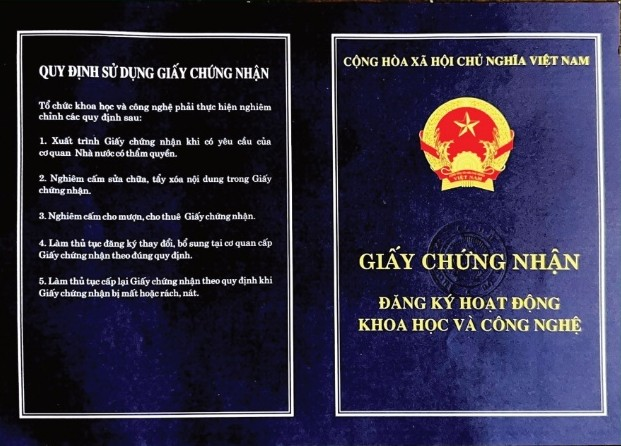 QUY ĐỊNH SỬ DỤNG GIẤY CHỨNG NHẬN
Tổ chức khoa học và công nghệ phải thực hiện nghiêm
chỉnh các quy định sau:
1. Xuất trình Giấy chứng nhận khi có yêu cầu của
cơ quan Nhà nước có thẩm quyền.
2. Nghiêm cấm sửa chữa, tẩy xóa nội dung trong Giấy
chứng nhận.
3. Nghiêm cấm cho mượn, cho thuê Giấy chứng nhận.
4. Làm thủ tục đăng ký thay đổi, bổ sung tại cơ quan cấp
Giấy chứng nhận theo đúng quy định.
5. Làm thủ tục cấp lại Giấy chứng nhận theo quy định khi
Giấy chứng nhận bị mất hoặc rách, nát.
CỘNG HÒA XÃ HỘI CHỦ NGHĨA VIỆT NAM
VIỆT NAM
GIẤY CHỨNG NHẬN
ĐĂNG KÝ HOẠT ĐỘNG
KHOA HỌC VÀ CÔNG NGHỆ